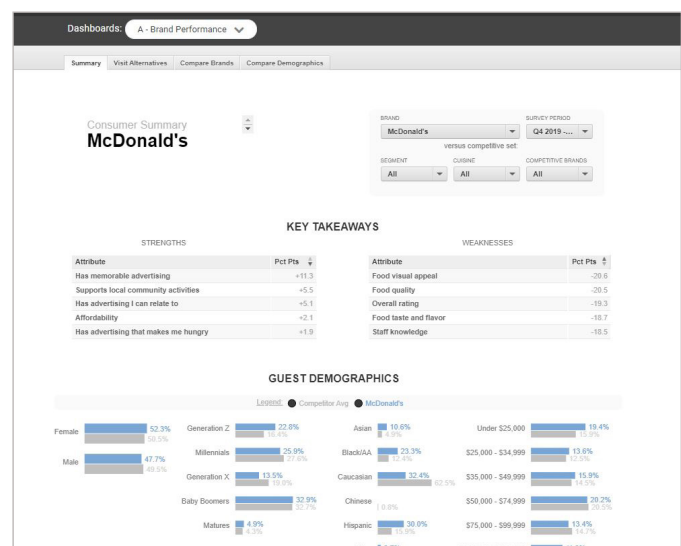 Dashboards: A - Brand Performance
Summary Visit Alternatives Compare Brands Compare Demographics
Consumer Summary
McDonald's
BRAND SURVEY PERIOD
McDonald's Q4 2019 -...
versus competitive set:
SEGMENT CUISINE COMPETITIVE BRANDS
All All All
KEY TAKEAWAYS
STRENGTHS
Attribute Pct Pts
Has memorable advertising +11.3
Supports local community activities +5.5
Has advertising I can relate to +5.1
Affordability +2.1
Has advertising that makes me hungry +1.9
WEAKNESSES
Attribute Pct Pts
Food visual appeal -20.6
Food quality -20.5
Overall rating -19.3
Food taste and flavor -18.7
Staff knowledge -18.5
GUEST DEMOGRAPHICS
Legend: Competitor Avg McDonald's
Female 52.3%
50.5%
Male 47.7%
49.5%
Generation Z 22.8%
16.4%
Millennials 25.9%
27.6%
Generation X 13.5%
19.0%
Baby Boomers 32.9%
32.7%
Matures 4.9%
4.3%
Asian 10.6%
4.9%
Black/AA 23.3%
12.4%
Caucasian 32.4%
62.5%
Chinese
0.0%
Hispanic 30.0%
15.9%
Under $25,000 19.4%
15.9%
$25,000 - $34,999 13.6%
12.5%
$35,000 - $49,999 15.9%
14.5%
$50,000 - $74,999 20.2%
20.5%
$75,000 - $99,999 13.4%
14.7%